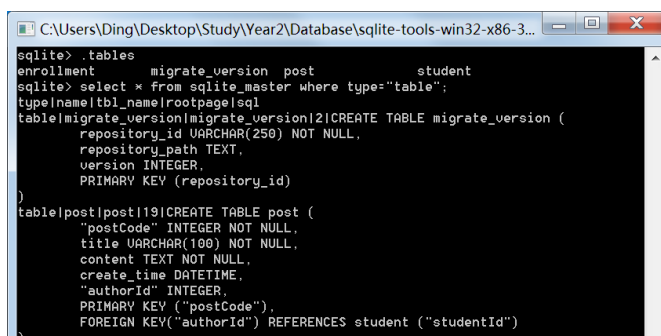 C:\Users\Ding\Desktop\Study\Year2\Database\sqlite-tools-win32-x86-3...
sqlite> .tables
enrollment       migrate_version  post             student
sqlite> select * from sqlite_master where type="table";
type|name|tbl_name|rootpage|sql
table|migrate_version|migrate_version|2|CREATE TABLE migrate_version (
        repository_id VARCHAR(250) NOT NULL,
        repository_path TEXT,
        version INTEGER,
        PRIMARY KEY (repository_id)
)
table|post|post|19|CREATE TABLE post (
        "postCode" INTEGER NOT NULL,
        title VARCHAR(100) NOT NULL,
        content TEXT NOT NULL,
        create_time DATETIME,
        "authorId" INTEGER,
        PRIMARY KEY ("postCode"),
        FOREIGN KEY("authorId") REFERENCES student ("studentId")
)